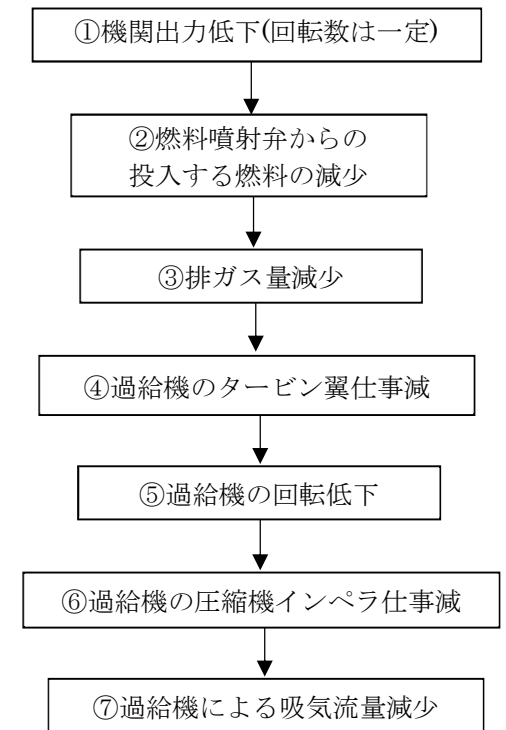 ①機関出力低下(回転数は一定)
②燃料噴射弁からの
投入する燃料の減少
③排ガス量減少
④過給機のタービン翼仕事減
⑤過給機の回転低下
⑥過給機の圧縮機インペラ仕事減
⑦過給機による吸気流量減少